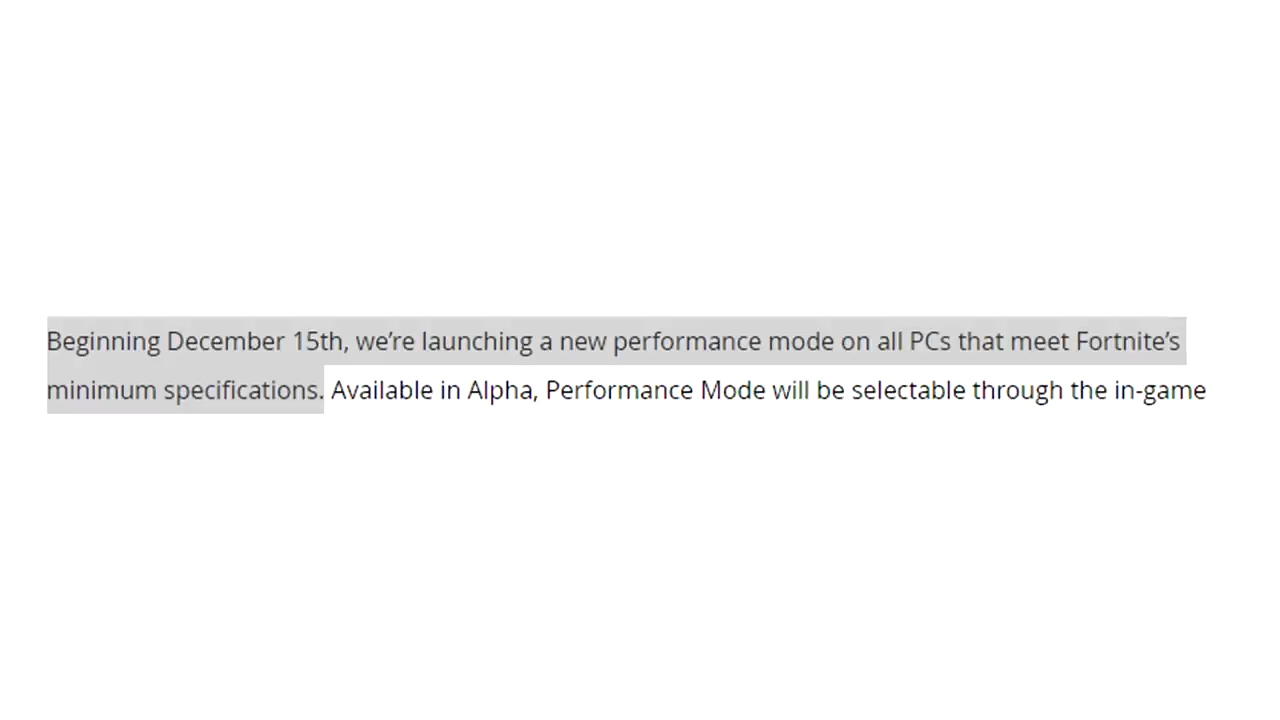 Beginning December 15th, we’re launching a new performance mode on all PCs that meet Fortnite’s
minimum specifications. Available in Alpha, Performance Mode will be selectable through the in-game